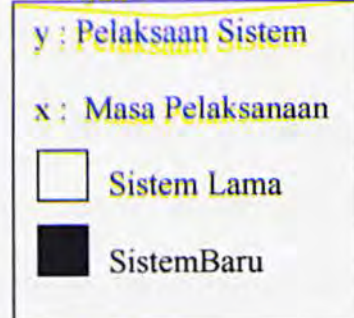 y : Pelaksaan Sistem
x : Masa Pelaksanaan
Sistem Lama
SistemBaru